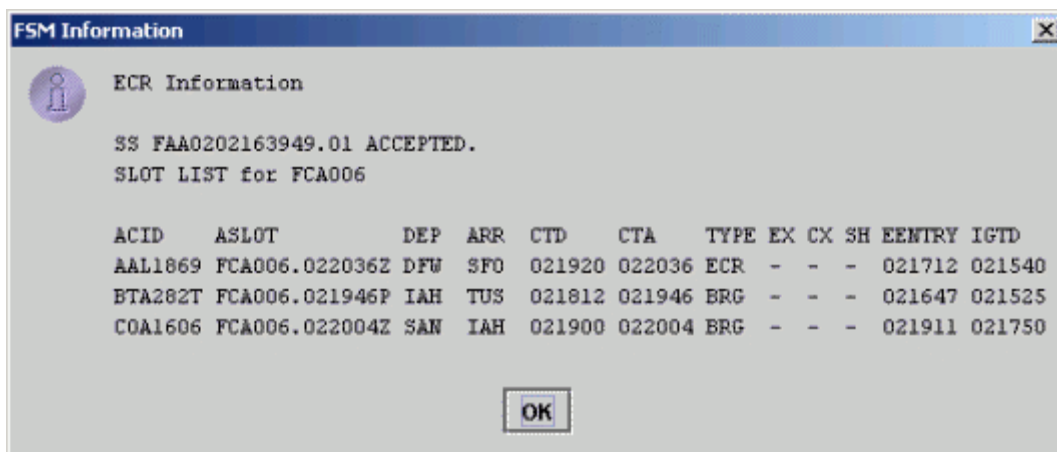 FSM Information
ECR Information
SS FAA0202163949.01 ACCEPTED.
SLOT LIST for FCA006
ACID ASLOT DEP ARR CTD CTA TYPE EX CX SH EENTRY IGTD
AAL1869 FCA006.022036Z DFW SFO 021920 022036 ECR - - - 021712 021540
BTA282T FCA006.021946P IAH TUS 021812 021946 BRG - - - 021647 021525
COA1606 FCA006.022004Z SAN IAH 021900 022004 BRG - - - 021911 021750
OK